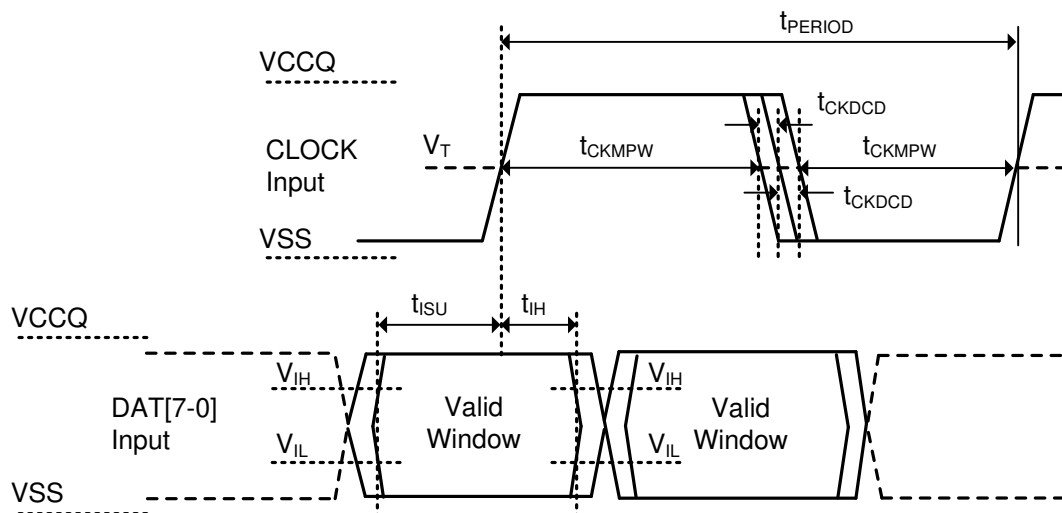 tPERIOD
VCCQ
tCKDCD
CLOCK
Input
VT
tCKMPW
tCKMPW
tCKDCD
VSS
tISU
tIH
VCCQ
VIH
VIH
DAT[7-0]
Input
Valid
Window
Valid
Window
VIL
VIL
VSS